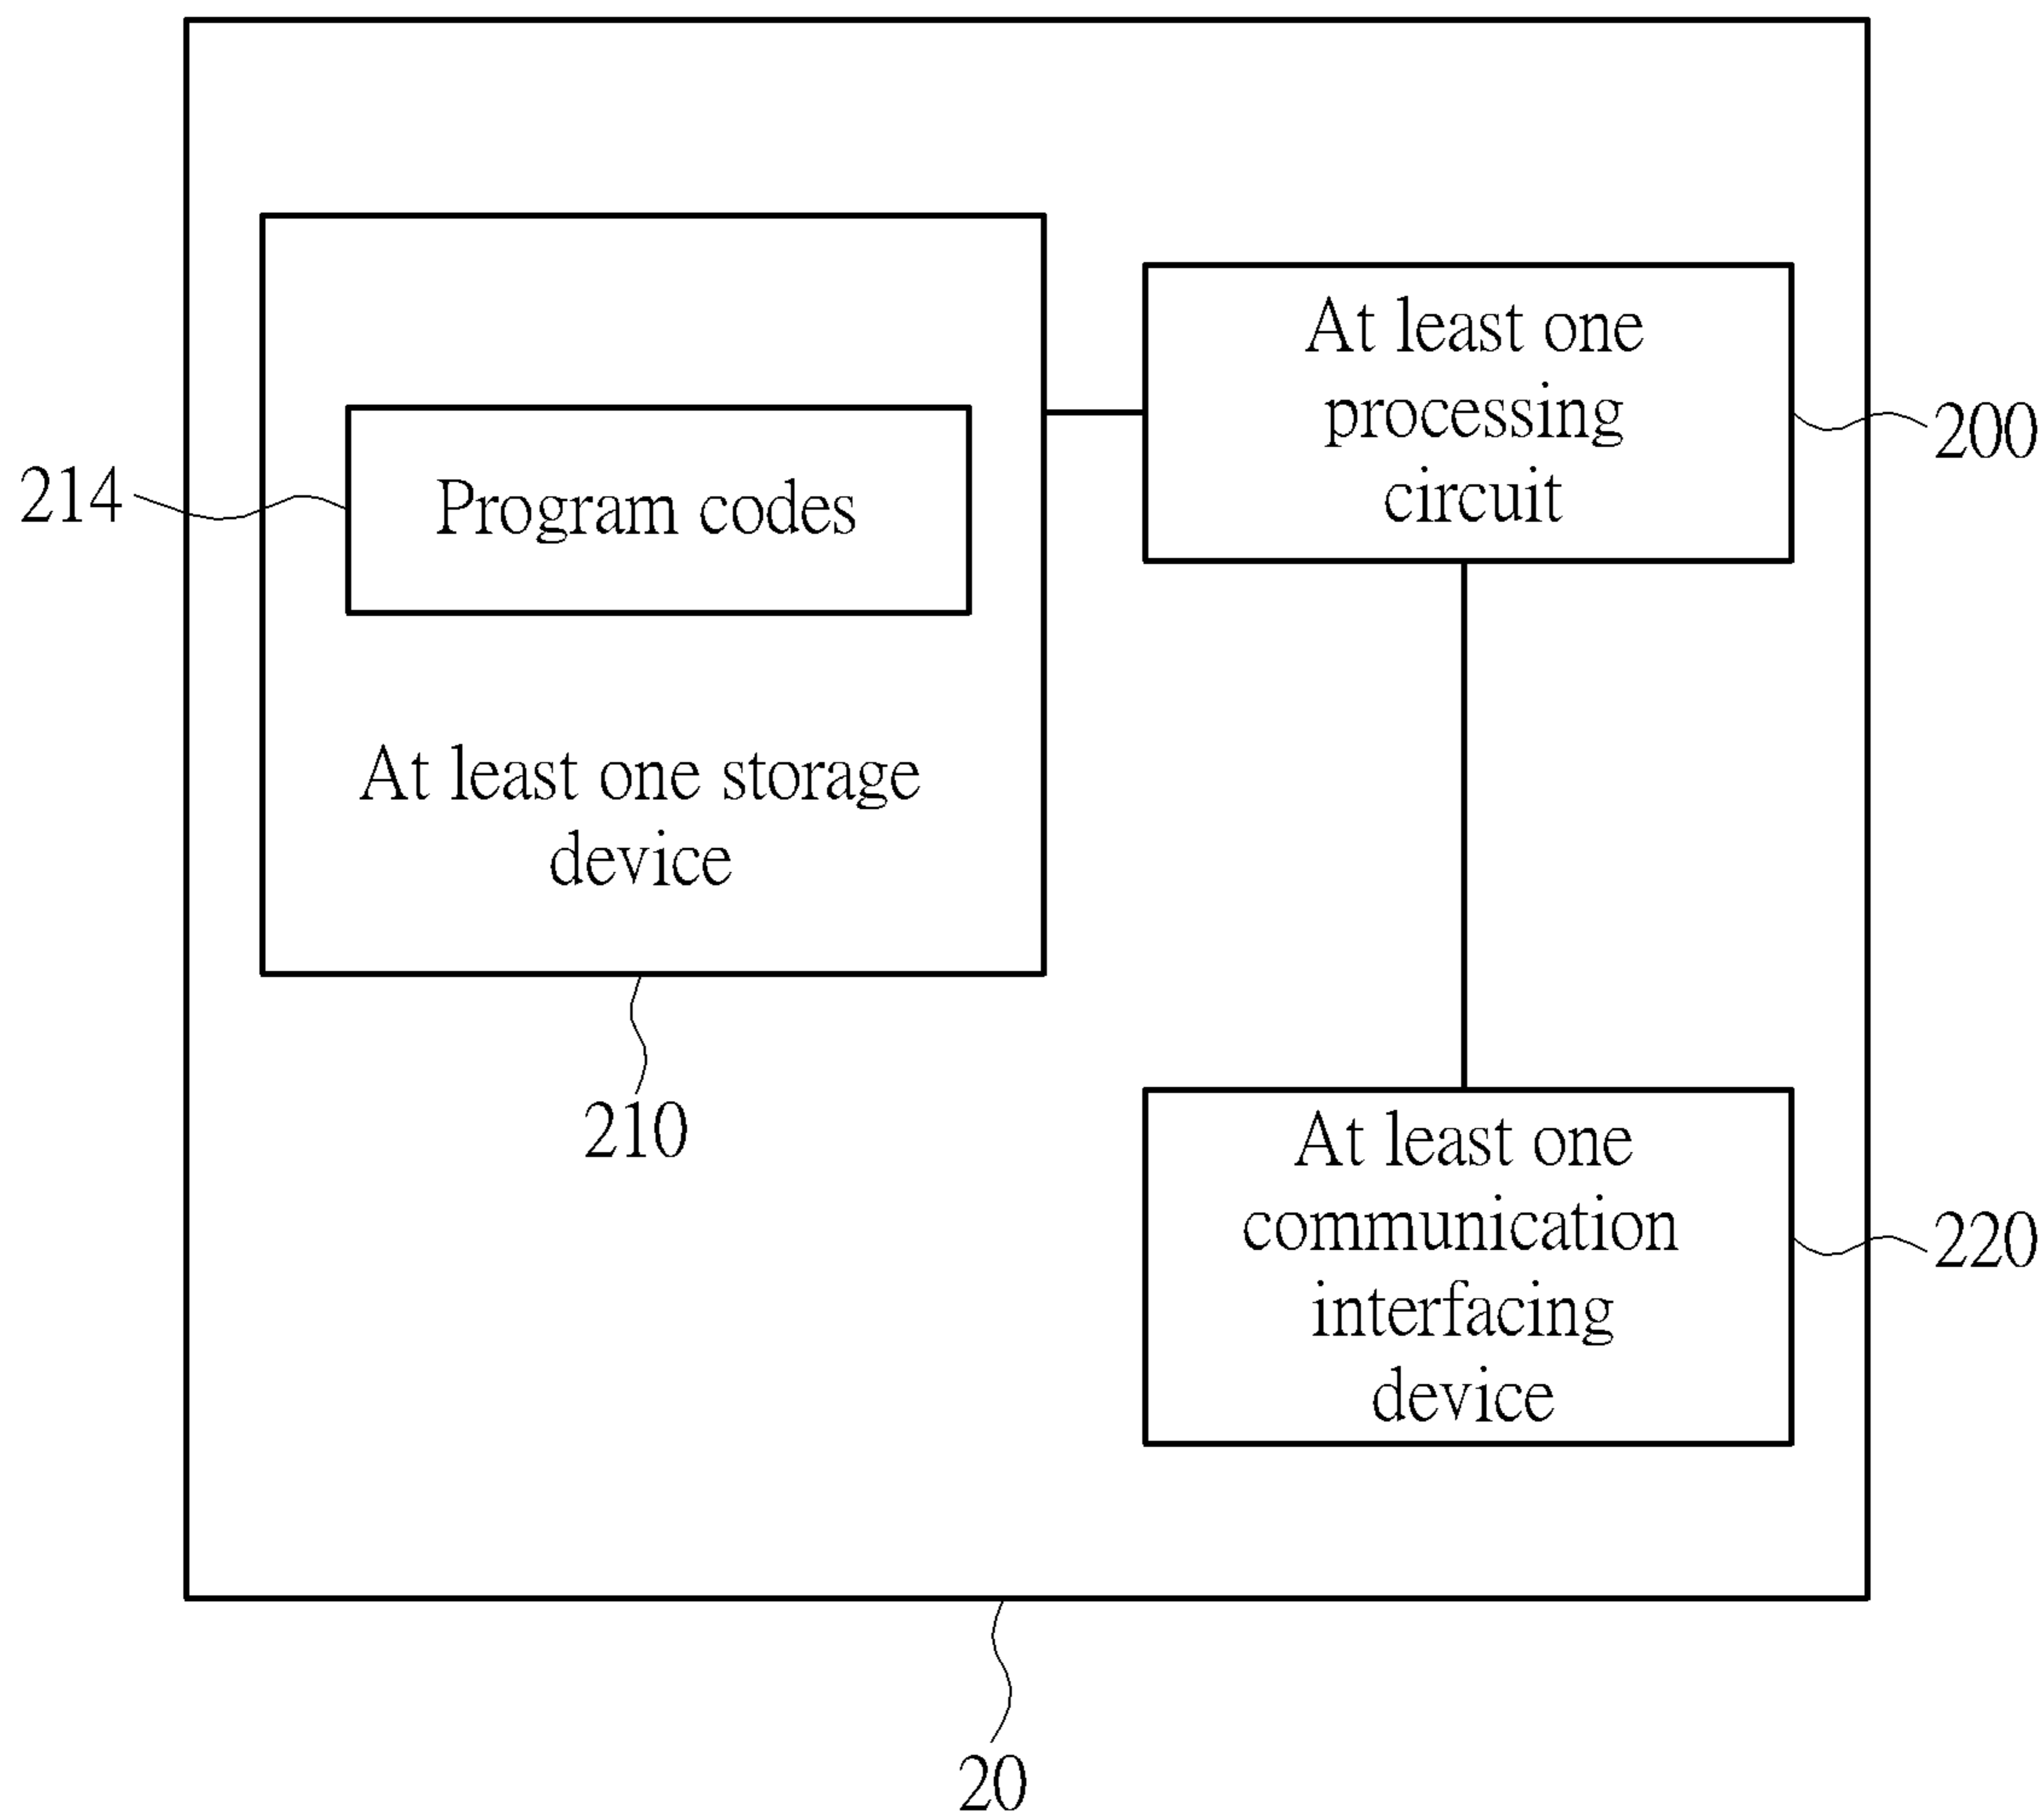 At least one
processing
circuit
200
214
Program codes
At least one storage
device
210
At least one
communication
interfacing
device
220
20